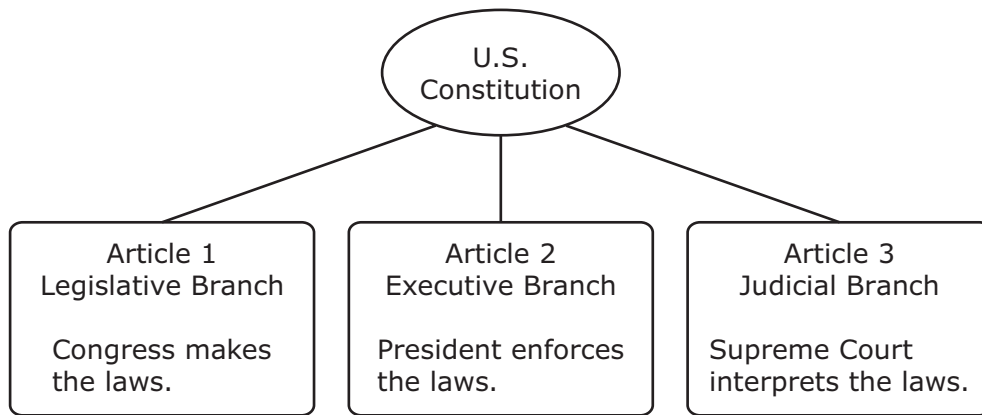 U.S.
Constitution
Article 1
Legislative Branch
Congress makes
the laws.
Article 2
Executive Branch
President enforces
the laws.
Article 3
Judicial Branch
Supreme Court
interprets the laws.